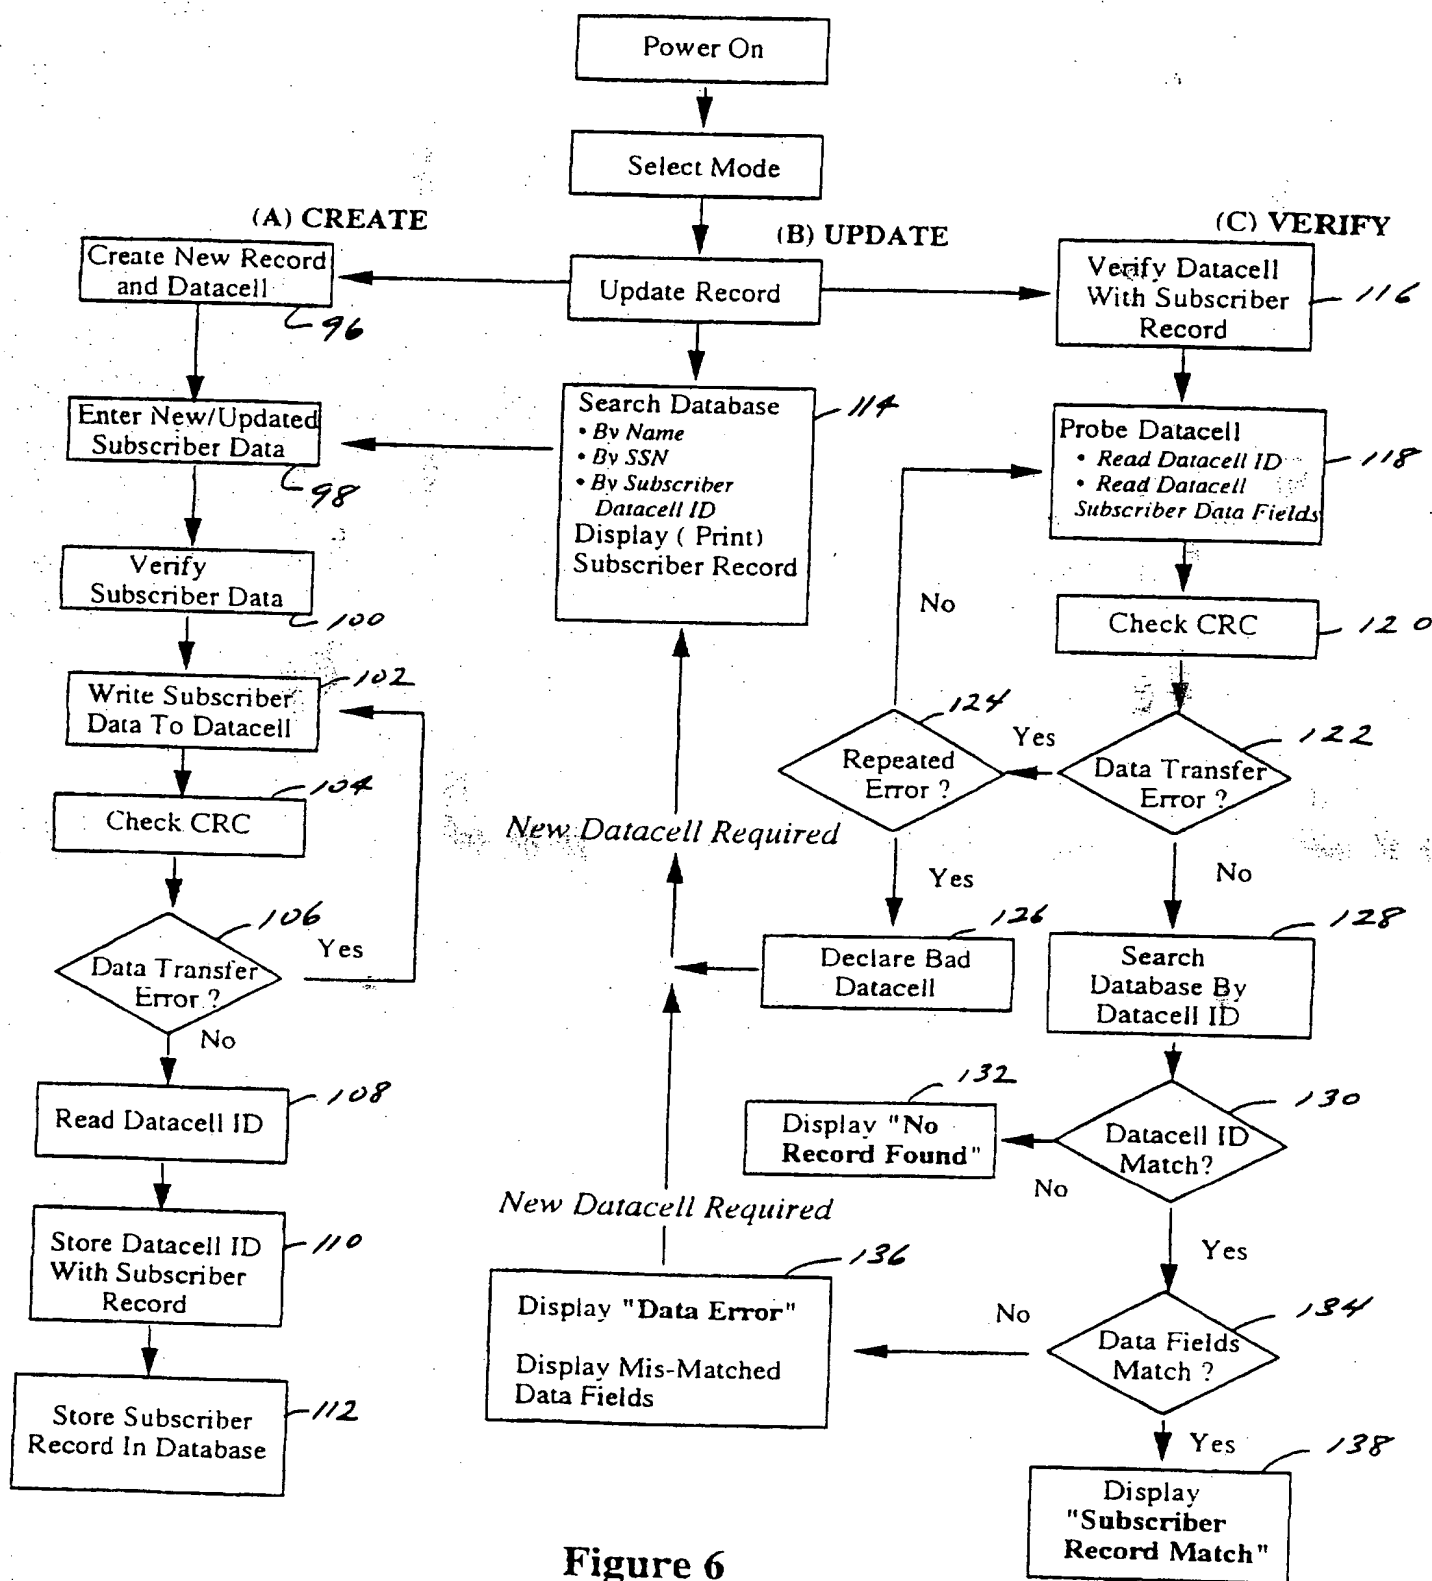 Power On
Select Mode
(A) CREATE
(B) UPDATE
(C) VERIFY
Create New Record
and Datacell
96
Update Record
Verify Datacell
With Subscriber
Record
116
Enter New/Updated
Subscriber Data
98
Search Database
• By Name
• By SSN
• By Subscriber
Datacell ID
Display ( Print)
Subscriber Record
114
Probe Datacell
• Read Datacell ID
• Read Datacell
Subscriber Data Fields
118
Verify
Subscriber Data
100
No
Check CRC
120
Write Subscriber
Data To Datacell
102
Repeated
Error ?
124
Yes
Data Transfer
Error ?
122
Check CRC
104
New Datacell Required
Yes
No
Data Transfer
Error ?
106
Yes
No
Declare Bad
Datacell
126
Search
Database By
Datacell ID
128
Read Datacell ID
108
Display "No
Record Found"
132
Datacell ID
Match?
130
No
Yes
Store Datacell ID
With Subscriber
Record
110
New Datacell Required
Display "Data Error"
Display Mis-Matched
Data Fields
136
No
Data Fields
Match ?
134
Yes
Store Subscriber
Record In Database
112
Display
"Subscriber
Record Match"
138
Figure 6